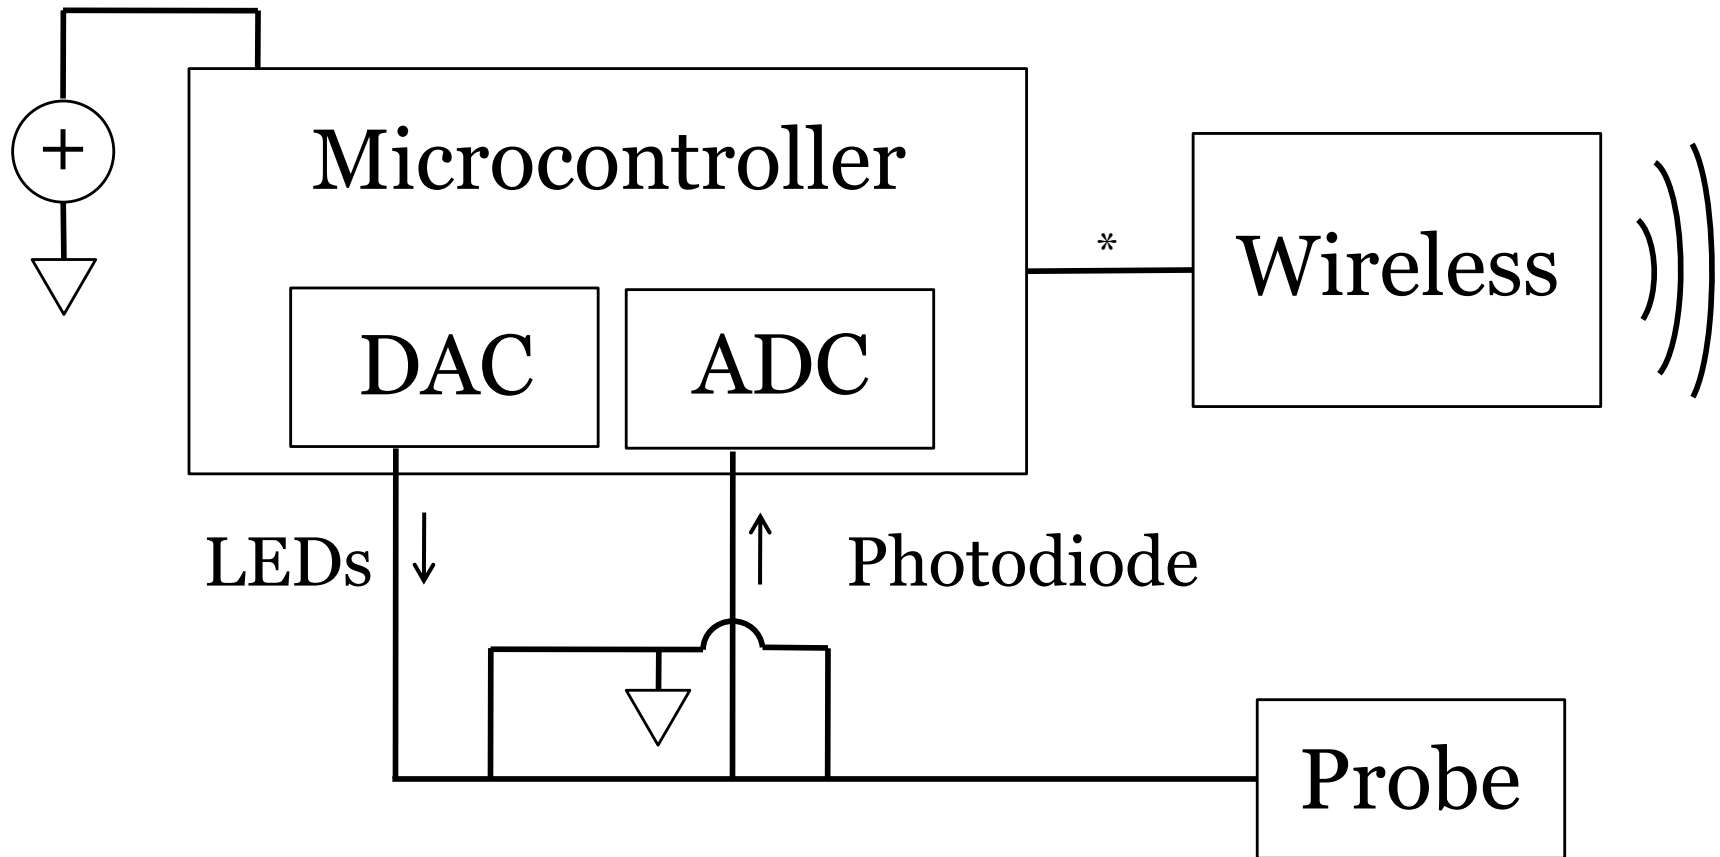 +
Microcontroller
*
Wireless
DAC
ADC
LEDs
Photodiode
Probe